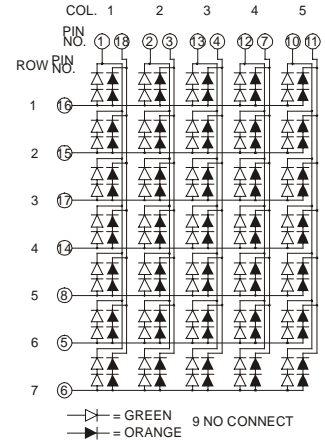 COL. 1 2 3 4 5
PIN NO. 1 18 2 3 13 4 12 7 10 11
ROW PIN NO.
1 16
2 15
3 17
4 14
5 8
6 5
7 6
= GREEN
= ORANGE
9 NO CONNECT